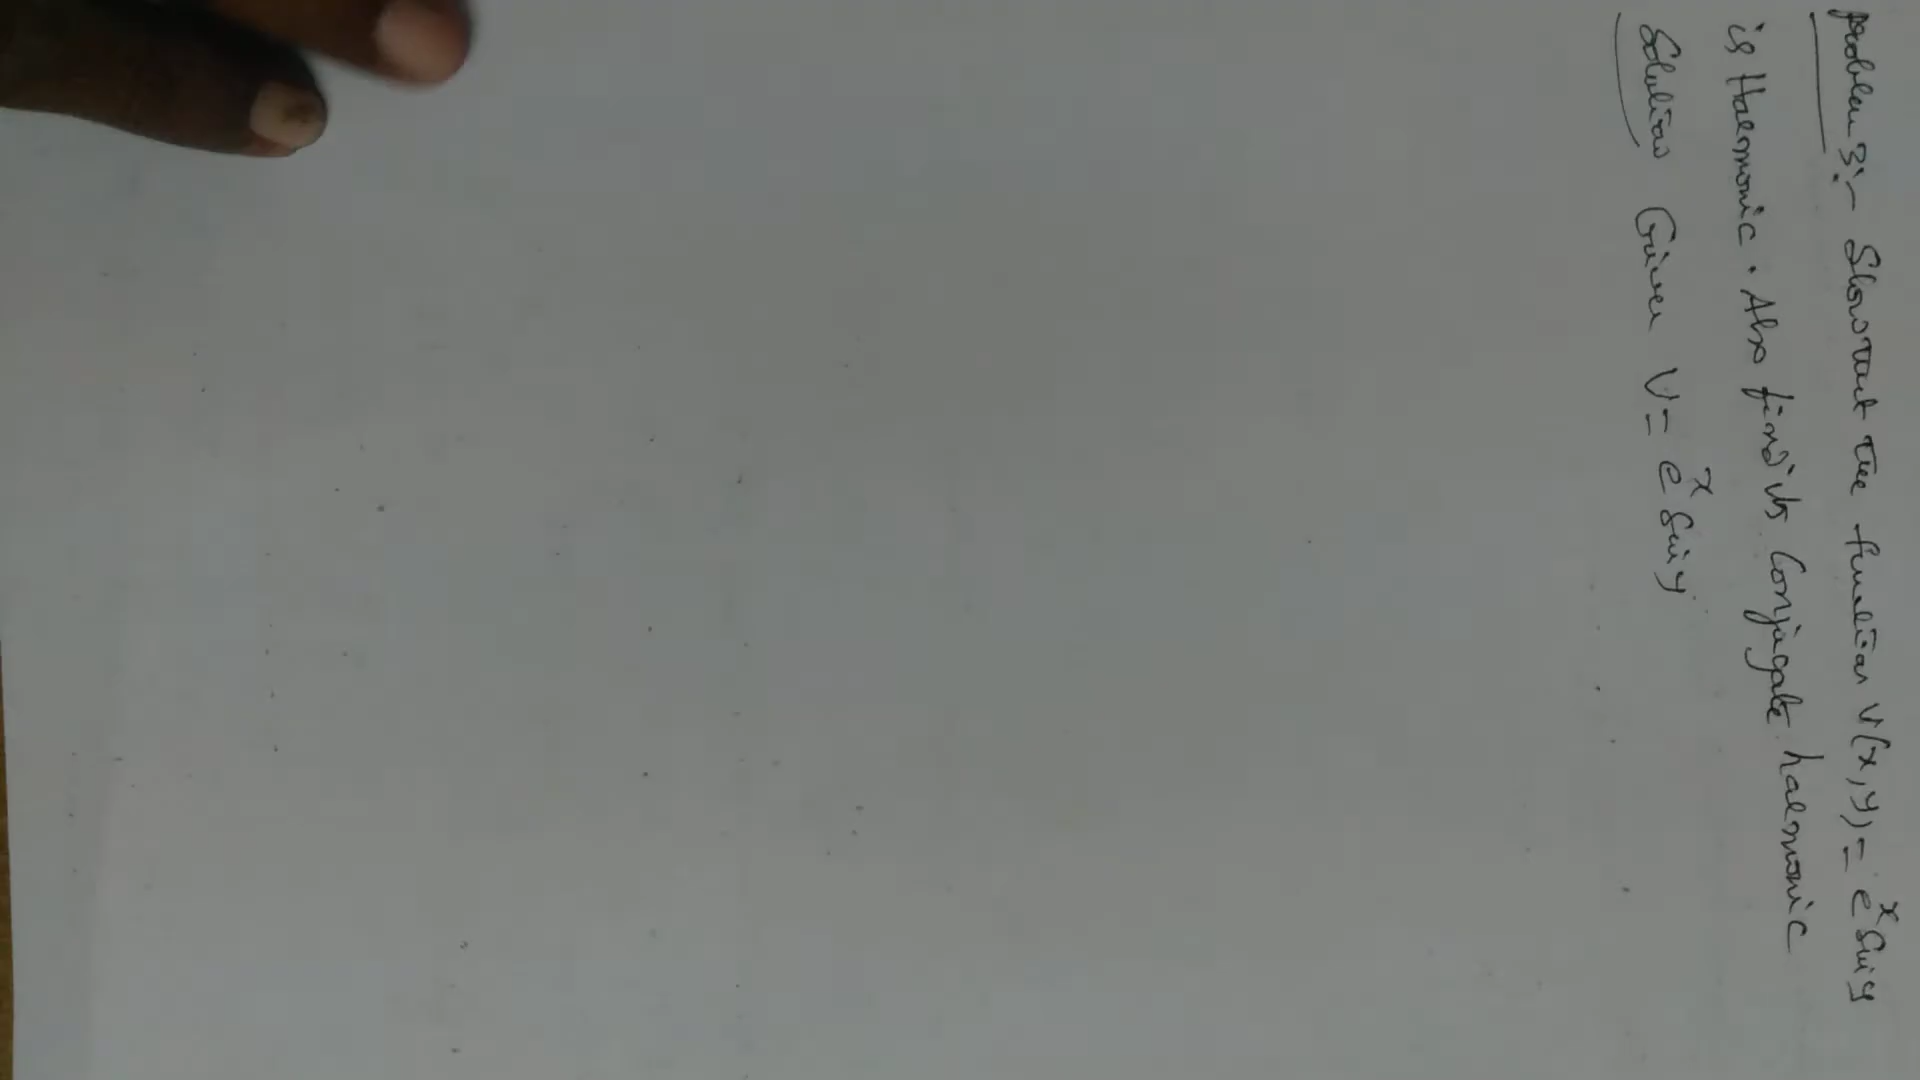 problem 3:- Show that the function V(x,y) = e^x Sin y
is Harmonic. Also find its Conjugate harmonic
Solution Given V = e^x Sin y